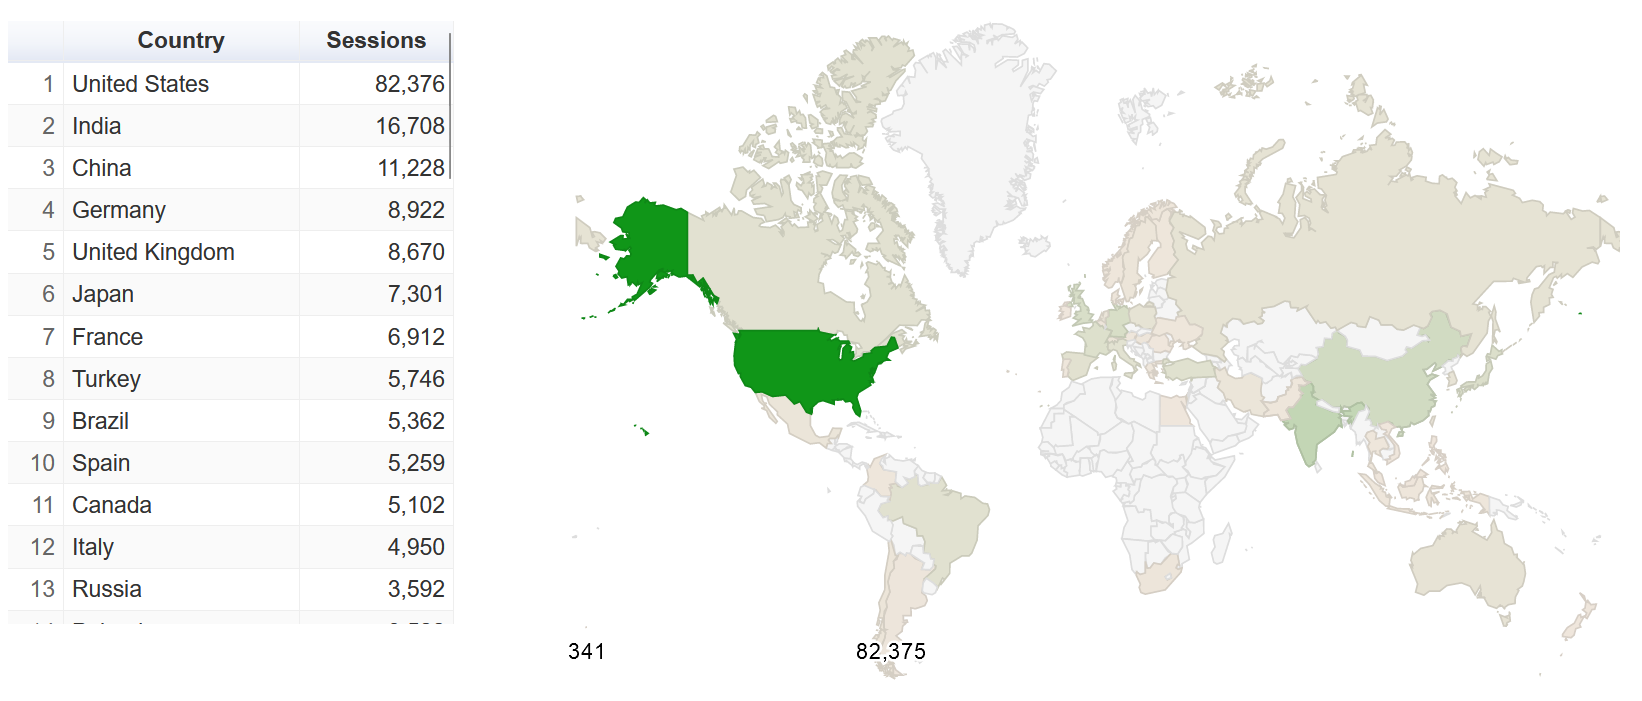 Country Sessions
1 United States 82,376
2 India 16,708
3 China 11,228
4 Germany 8,922
5 United Kingdom 8,670
6 Japan 7,301
7 France 6,912
8 Turkey 5,746
9 Brazil 5,362
10 Spain 5,259
11 Canada 5,102
12 Italy 4,950
13 Russia 3,592
341 82,375